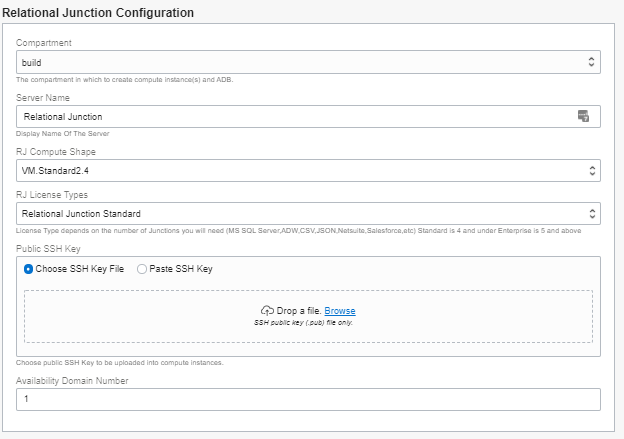 Relational Junction Configuration
Compartment
build
The compartment in which to create compute instance(s) and ADB.
Server Name
Relational Junction
Display Name Of The Server
RJ Compute Shape
VM.Standard2.4
RJ License Types
Relational Junction Standard
License Type depends on the number of Junctions you will need (MS SQL Server,ADW,CSV,JSON,Netsuite,Salesforce,etc) Standard is 4 and under Enterprise is 5 and above
Public SSH Key
Choose SSH Key File Paste SSH Key
Drop a file. Browse
SSH public key (.pub) file only.
Choose public SSH Key to be uploaded into compute instances.
Availability Domain Number
1